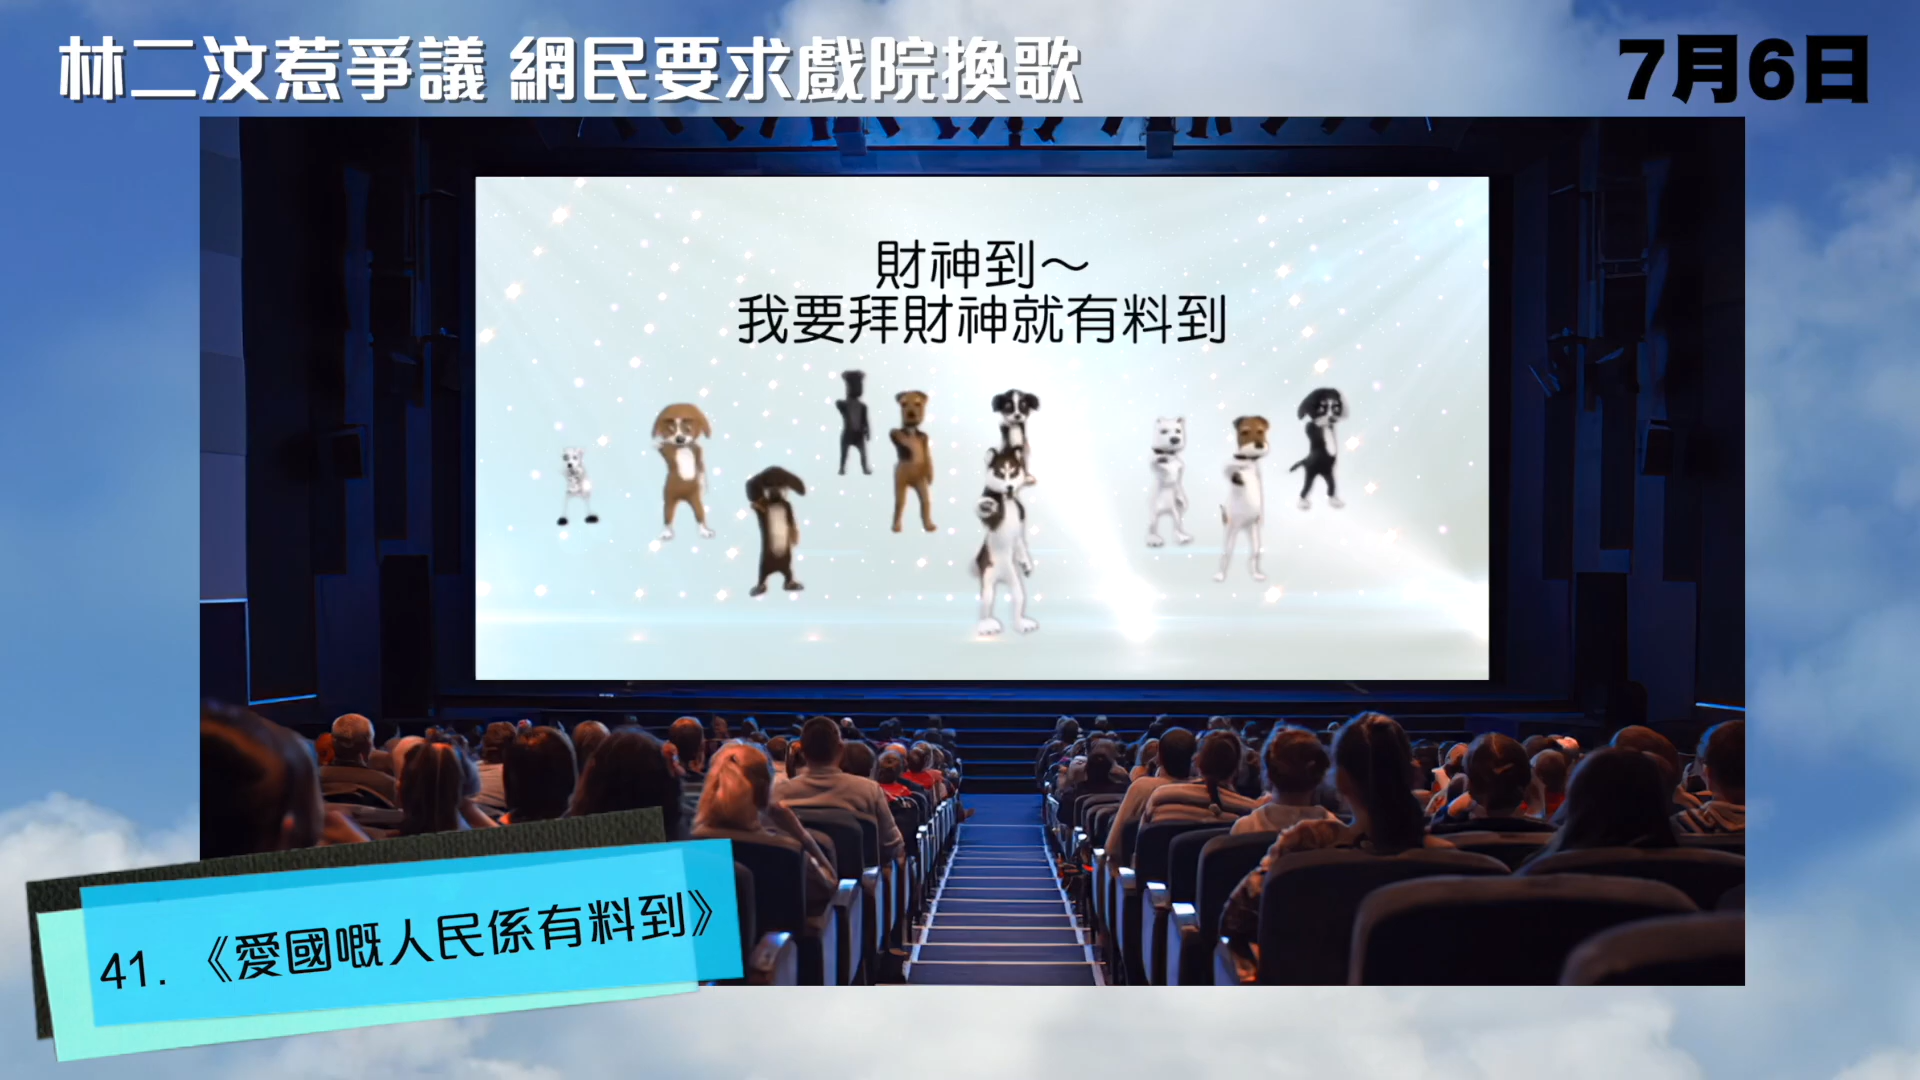 林二汶惹爭議 網民要求戲院換歌
7月6日
財神到～
我要拜財神就有料到
41. 《愛國嘅人民係有料到》